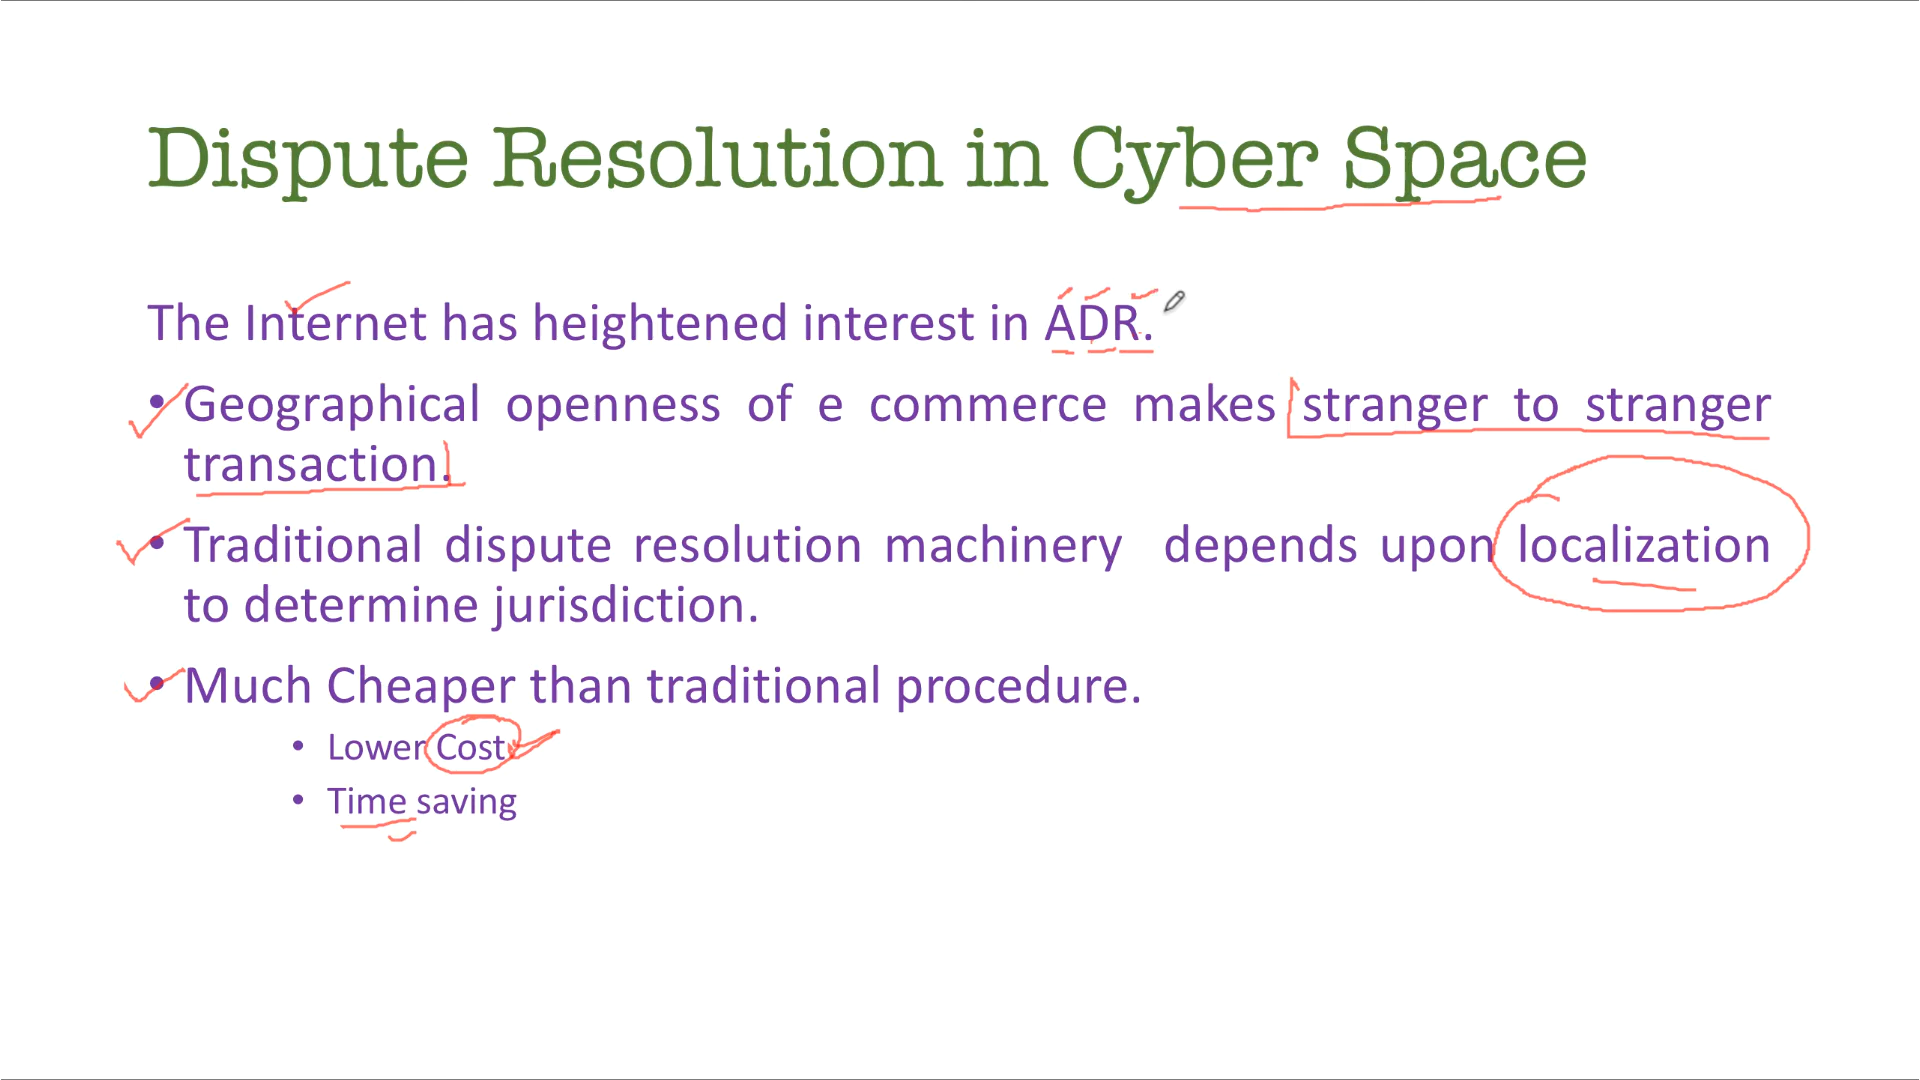 Dispute Resolution in Cyber Space
The Internet has heightened interest in ADR.
• Geographical openness of e commerce makes stranger to stranger
transaction.
• Traditional dispute resolution machinery depends upon localization
to determine jurisdiction.
• Much Cheaper than traditional procedure.
• Lower Cost
• Time saving